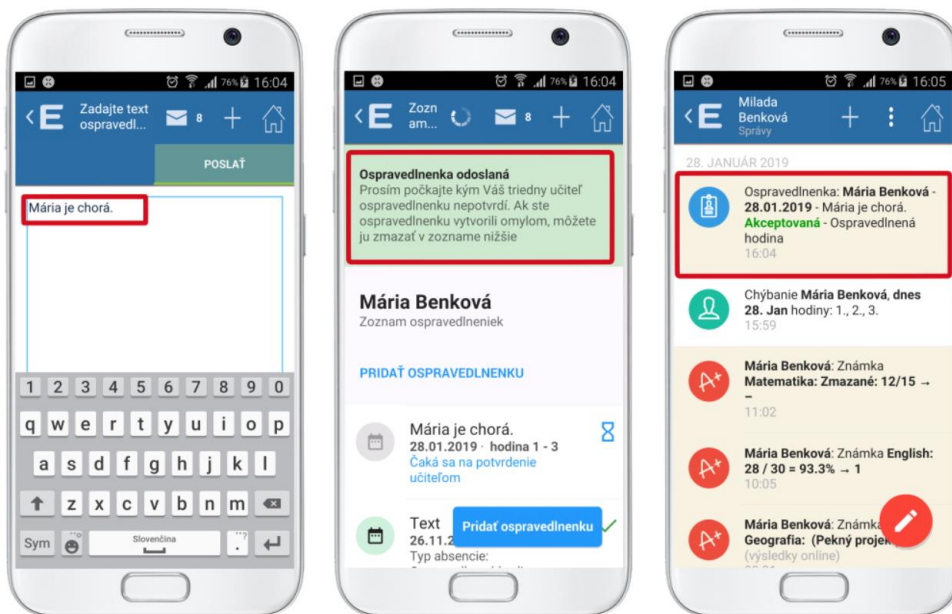 76% 16:04
E Zadajte text
ospravedl...
8
POSLAŤ
Mária je chorá.
1 2 3 4 5 6 7 8 9 0
q w e r t y u i o p
a s d f g h j k l
z x c v b n m
Sym Slovenčina . ?
76% 16:04
E Zozn
am...
8
Ospravedlnenka odoslaná
Prosím počkajte kým Váš triedny učiteľ
ospravedlnenku nepotvrdí. Ak ste
ospravedlnenku vytvorili omylom, môžete
ju zmazať v zozname nižšie
Mária Benková
Zoznam ospravedlneniek
PRIDAŤ OSPRAVEDLNENKU
Mária je chorá.
28.01.2019 · hodina 1 - 3
Čaká sa na potvrdenie
učiteľom
Text
Pridať ospravedlnenku
26.11.2
Typ absencie:
76% 16:05
E Milada
Benková
Správy
28. JANUÁR 2019
Ospravedlnenka: Mária Benková -
28.01.2019 - Mária je chorá.
Akceptovaná - Ospravedlnená
hodina
16:04
Chýbanie Mária Benková, dnes
28. Jan hodiny: 1., 2., 3.
15:59
A+ Mária Benková: Známka
Matematika: Zmazané: 12/15 →
–
11:02
A+ Mária Benková: Známka English:
28 / 30 = 93.3% → 1
10:05
A+ Mária Benková: Známka
Geografia: (Pekný projek
(výsledky online)